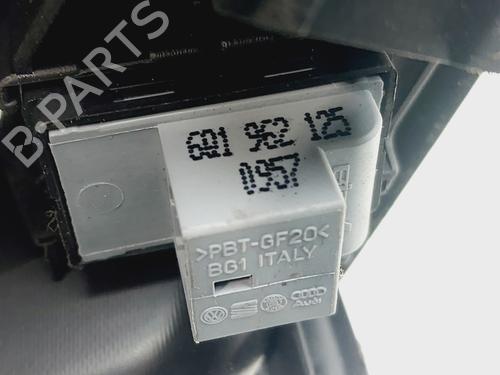 B-PARTS
6Q1 962 125
0957
>PBT-GF20<
BG1 ITALY
Audi